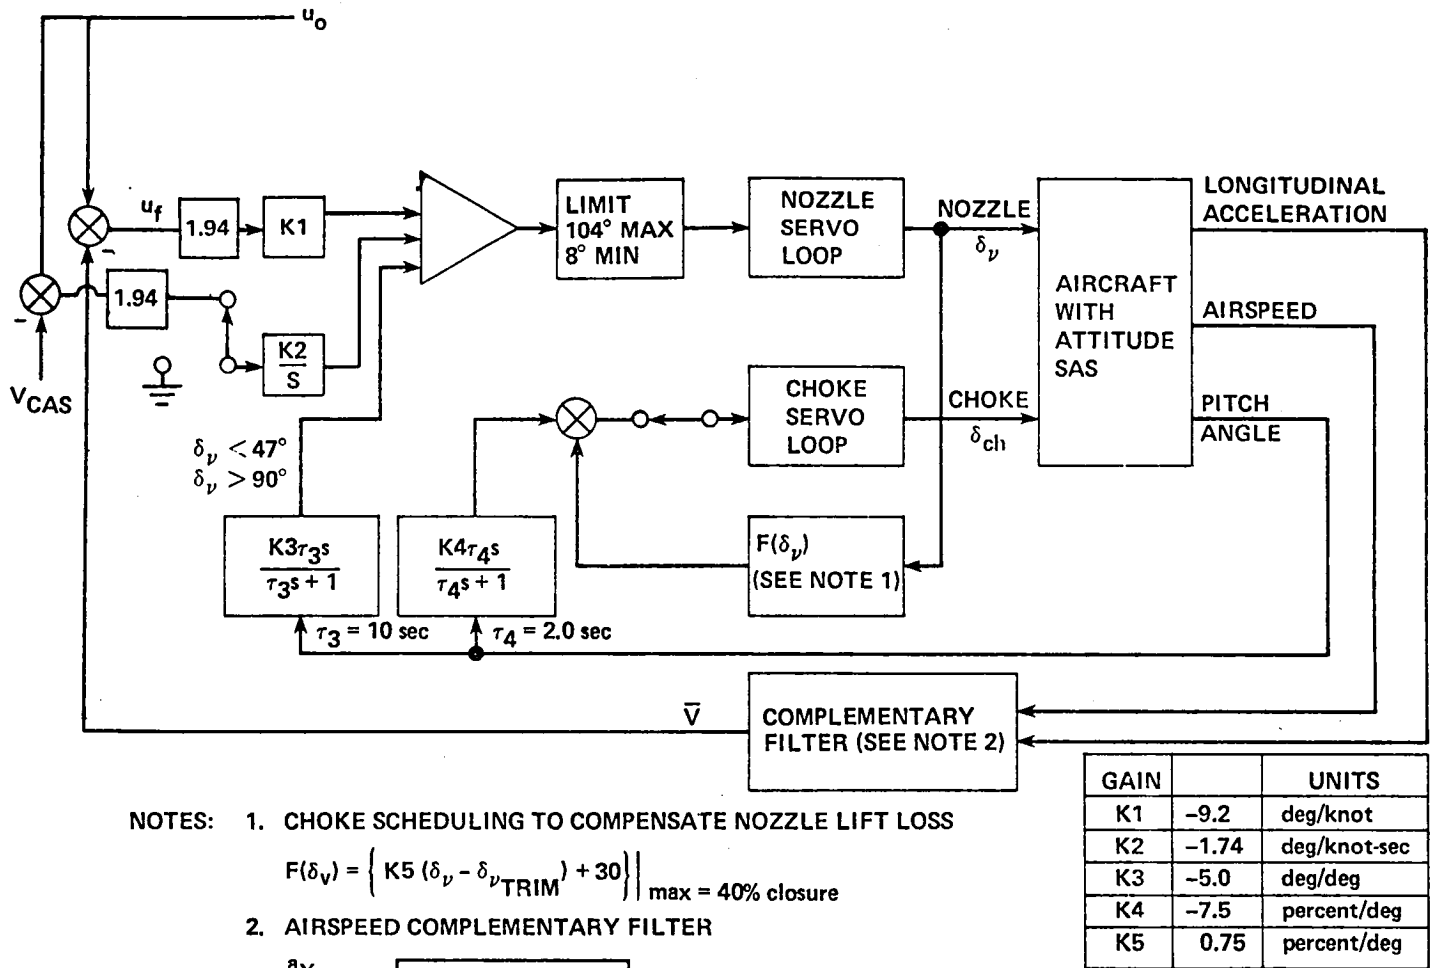 u₀
u_f
1.94
K1
1.94
K2
S
V_CAS
LIMIT
104° MAX
8° MIN
NOZZLE
SERVO
LOOP
NOZZLE
δ_ν
AIRCRAFT
WITH
ATTITUDE
SAS
LONGITUDINAL
ACCELERATION
AIRSPEED
PITCH
ANGLE
CHOKE
SERVO
LOOP
CHOKE
δ_ch
δ_ν < 47°
δ_ν > 90°
K3τ₃s
τ₃s + 1
K4τ₄s
τ₄s + 1
F(δ_ν)
(SEE NOTE 1)
τ₃ = 10 sec
τ₄ = 2.0 sec
V̄
COMPLEMENTARY
FILTER (SEE NOTE 2)
GAIN UNITS
K1 –9.2 deg/knot
K2 –1.74 deg/knot-sec
K3 –5.0 deg/deg
K4 –7.5 percent/deg
K5 0.75 percent/deg
NOTES: 1. CHOKE SCHEDULING TO COMPENSATE NOZZLE LIFT LOSS
F(δ_v) = { K5 (δ_ν - δ_ν_TRIM) + 30}| max = 40% closure
2. AIRSPEED COMPLEMENTARY FILTER